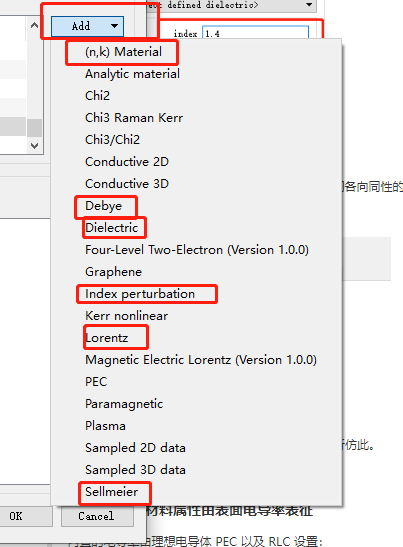 Add
defined dielectric>
index 1.4
(n,k) Material
Analytic material
Chi2
Chi3 Raman Kerr
Chi3/Chi2
Conductive 2D
Conductive 3D
各向同性的
Debye
Dielectric
Four-Level Two-Electron (Version 1.0.0)
Graphene
Index perturbation
Kerr nonlinear
Lorentz
Magnetic Electric Lorentz (Version 1.0.0)
PEC
Paramagnetic
Plasma
Sampled 2D data
仿此。
Sampled 3D data
Sellmeier
OK
Cancel
材料属性由表面电导率表征
由理想电导体 PEC 以及 RLC 设置: